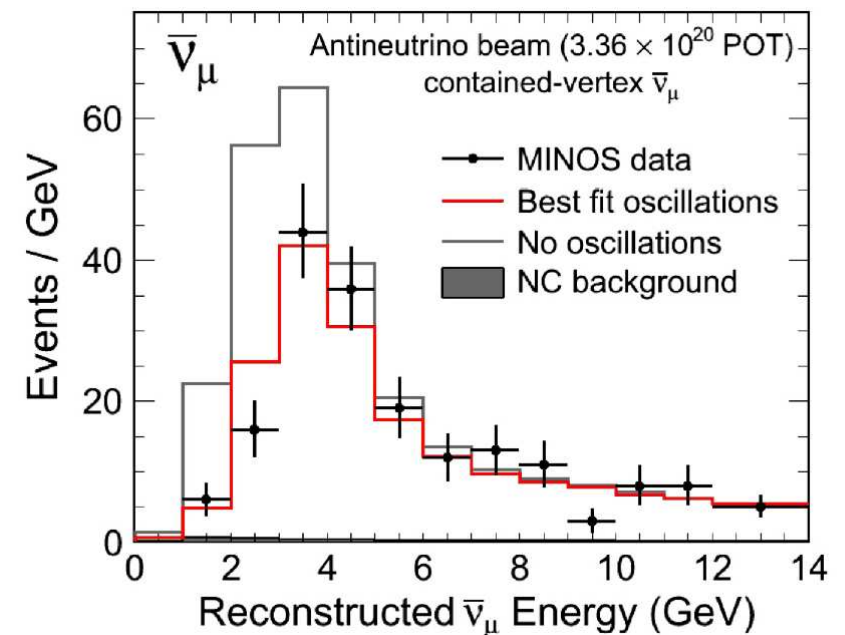 ν̅μ
Antineutrino beam (3.36 × 10²⁰ POT)
contained-vertex ν̅μ
MINOS data
Best fit oscillations
No oscillations
NC background
Events / GeV
60
40
20
0
0 2 4 6 8 10 12 14
Reconstructed ν̅μ Energy (GeV)